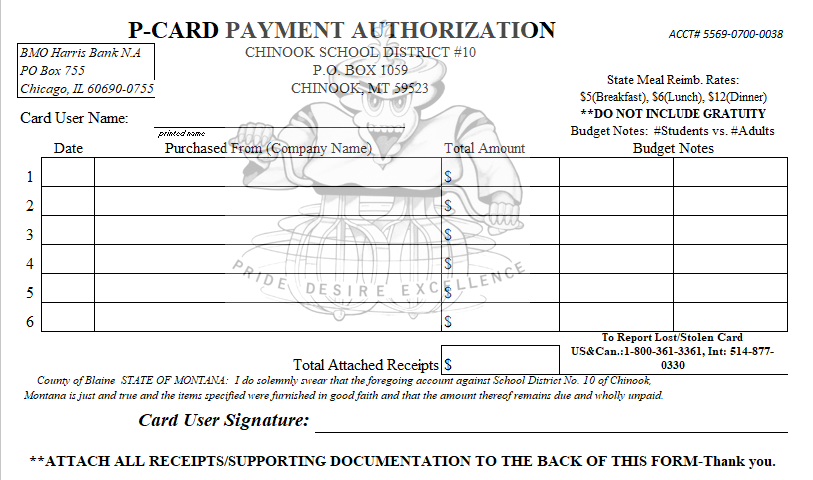 P-CARD PAYMENT AUTHORIZATION
ACCT# 5569-0700-0038
BMO Harris Bank N.A
PO Box 755
Chicago, IL 60690-0755
CHINOOK SCHOOL DISTRICT #10
P.O. BOX 1059
CHINOOK, MT 59523
State Meal Reimb. Rates:
$5(Breakfast), $6(Lunch), $12(Dinner)
**DO NOT INCLUDE GRATUITY
Budget Notes: #Students vs. #Adults
Card User Name:
printed name
Date Purchased From (Company Name) Total Amount Budget Notes
1 $
2 $
3 $
4 $
5 $
6 $
PRIDE DESIRE EXCELLENCE
To Report Lost/Stolen Card
US&Can.:1-800-361-3361, Int: 514-877-
0330
Total Attached Receipts $
County of Blaine STATE OF MONTANA: I do solemnly swear that the foregoing account against School District No. 10 of Chinook,
Montana is just and true and the items specified were furnished in good faith and that the amount thereof remains due and wholly unpaid.
Card User Signature:
**ATTACH ALL RECEIPTS/SUPPORTING DOCUMENTATION TO THE BACK OF THIS FORM-Thank you.